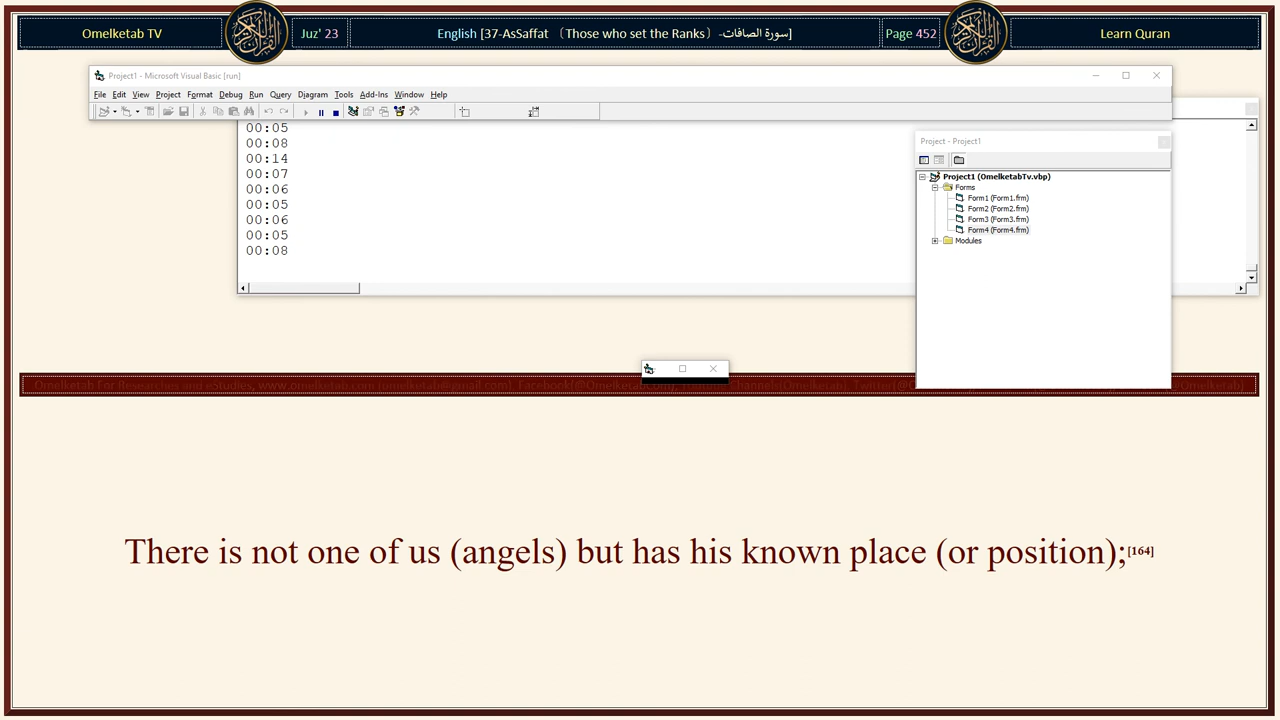 Omelketab TV
Juz' 23
English [37-AsSaffat （Those who set the Ranks）-سورة الصافات]
Page 452
Learn Quran
Project1 - Microsoft Visual Basic [run]
File Edit View Project Format Debug Run Query Diagram Tools Add-Ins Window Help
00:05
00:08
00:14
00:07
00:06
00:05
00:06
00:05
00:08
Project - Project1
Project1 (OmelketabTv.vbp)
Forms
Form1 (Form1.frm)
Form2 (Form2.frm)
Form3 (Form3.frm)
Form4 (Form4.frm)
Modules
There is not one of us (angels) but has his known place (or position);[164]